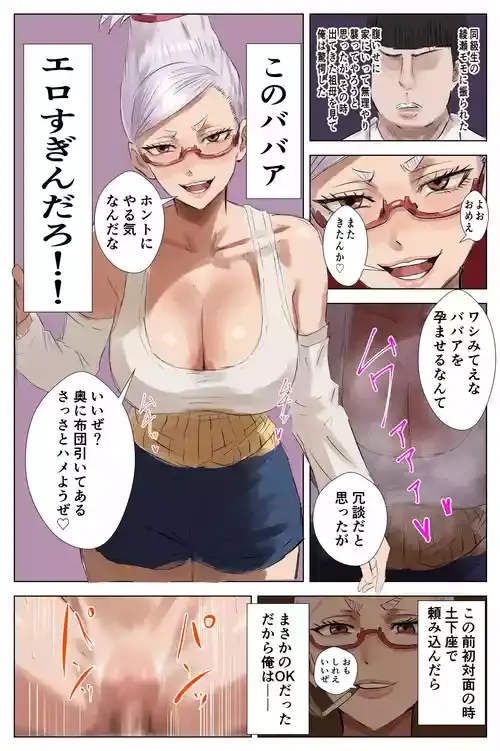 同級生の
綾瀬モモに振られた
腹いせに
家にいって無理やり
襲ってやろうと
思ったが、その時
出てきた祖母を見て
俺は驚愕した
よお
おめえ
また
きたんか♡
このババア
エロすぎんだろ!!
ホントに
やる気
なんだな
ワシみてえな
ババアを
孕ませるなんて
ムワァァァ…
冗談だと
思ったが
いいぜ?
奥に布団引いてある
さっさとハメようぜ♡
この前初対面の時
土下座で
頼み込んだら
おも
しれえ
いいぜ
まさかのOKだった
だから俺は――
パンッ
パンッ